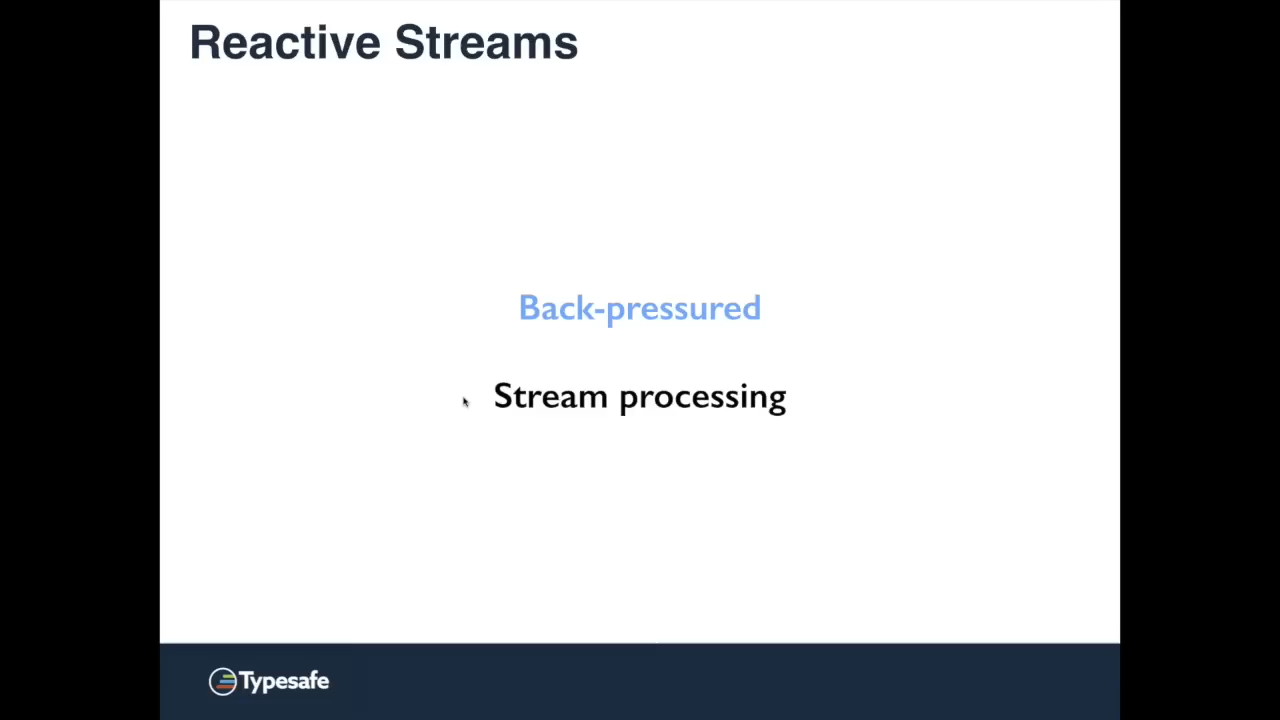 Reactive Streams
Back-pressured
Stream processing
Typesafe